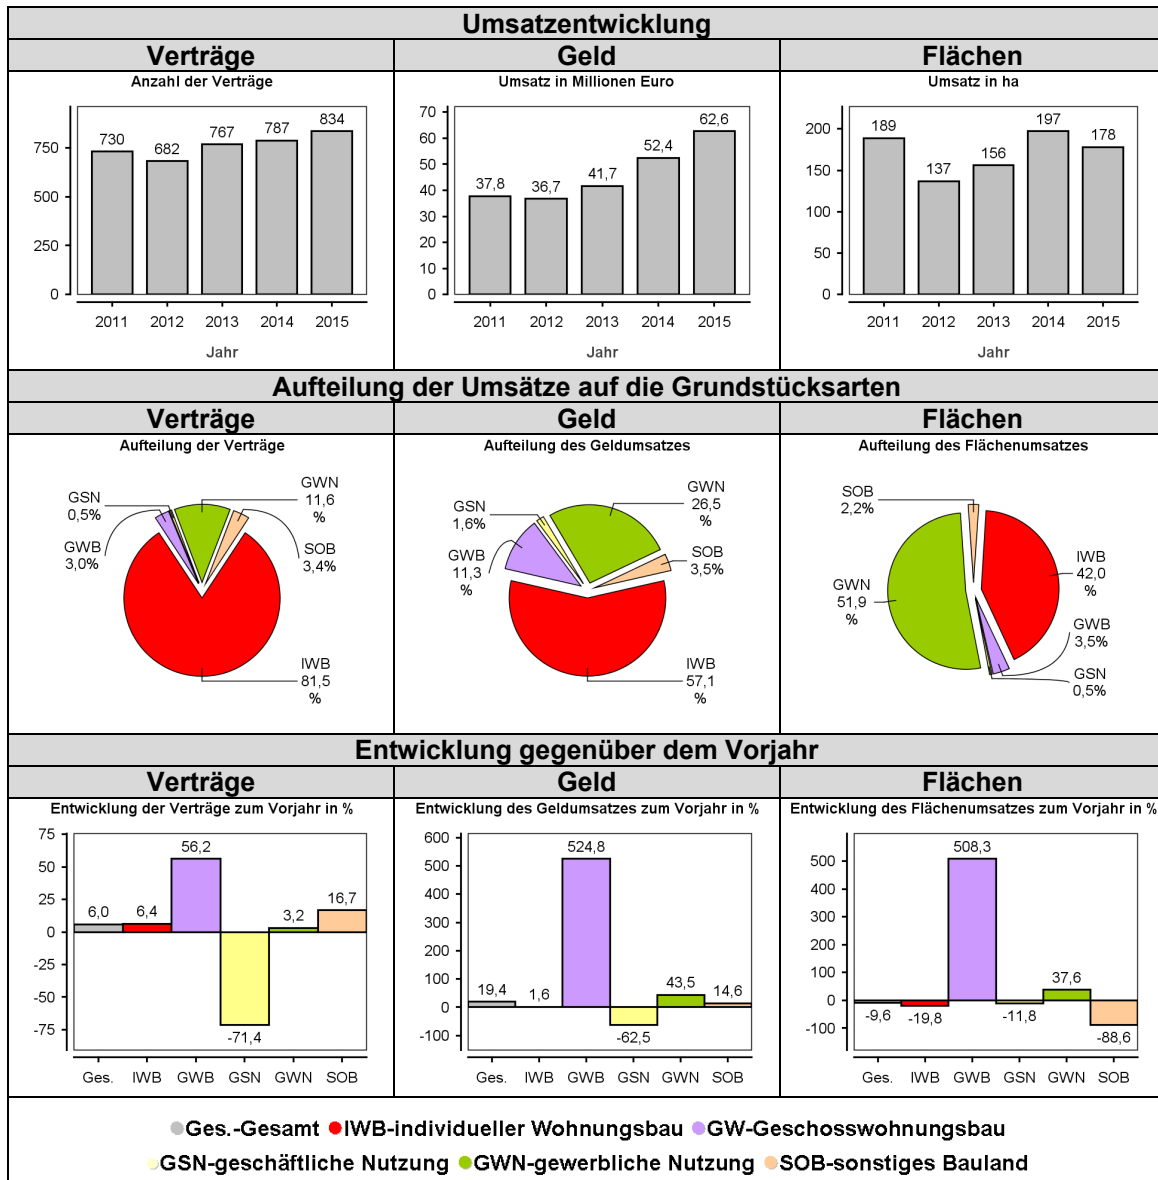 Umsatzentwicklung
Verträge
Geld
Flächen
Anzahl der Verträge
750
500
250
0
730
682
767
787
834
2011 2012 2013 2014 2015
Jahr
Umsatz in Millionen Euro
70
60
50
40
30
20
10
0
37,8
36,7
41,7
52,4
62,6
2011 2012 2013 2014 2015
Jahr
Umsatz in ha
200
150
100
50
0
189
137
156
197
178
2011 2012 2013 2014 2015
Jahr
Aufteilung der Umsätze auf die Grundstücksarten
Verträge
Geld
Flächen
Aufteilung der Verträge
GWN
11,6
%
GSN
0,5%
GWB
3,0%
SOB
3,4%
IWB
81,5
%
Aufteilung des Geldumsatzes
GWN
26,5
%
GSN
1,6%
GWB
11,3
%
SOB
3,5%
IWB
57,1
%
Aufteilung des Flächenumsatzes
SOB
2,2%
IWB
42,0
%
GWN
51,9
%
GWB
3,5%
GSN
0,5%
Entwicklung gegenüber dem Vorjahr
Verträge
Geld
Flächen
Entwicklung der Verträge zum Vorjahr in %
75
50
25
0
-25
-50
-75
6,0
6,4
56,2
-71,4
3,2
16,7
Ges. IWB GWB GSN GWN SOB
Entwicklung des Geldumsatzes zum Vorjahr in %
600
500
400
300
200
100
0
-100
19,4
1,6
524,8
-62,5
43,5
14,6
Ges. IWB GWB GSN GWN SOB
Entwicklung des Flächenumsatzes zum Vorjahr in %
500
400
300
200
100
0
-100
-9,6
-19,8
508,3
-11,8
37,6
-88,6
Ges. IWB GWB GSN GWN SOB
Ges.-Gesamt IWB-individueller Wohnungsbau GW-Geschosswohnungsbau
GSN-geschäftliche Nutzung GWN-gewerbliche Nutzung SOB-sonstiges Bauland